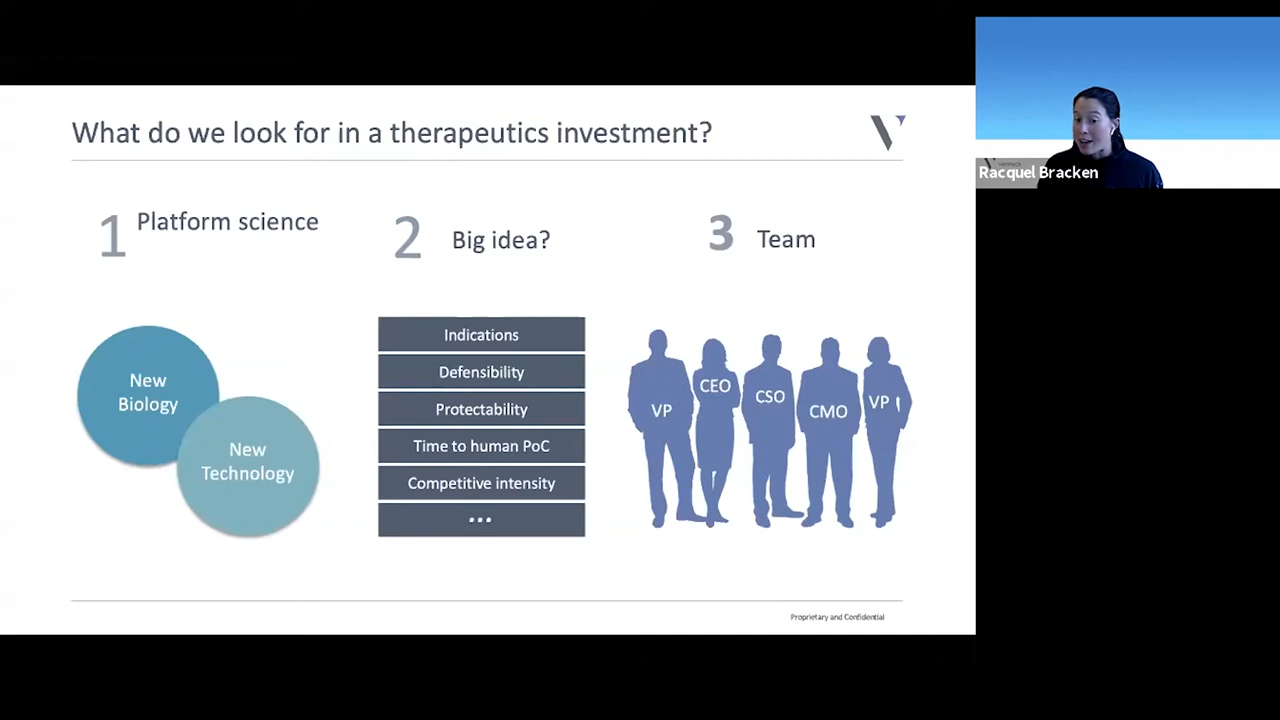 What do we look for in a therapeutics investment?
1 Platform science
2 Big idea?
3 Team
New
Biology
New
Technology
Indications
Defensibility
Protectability
Time to human PoC
Competitive intensity
...
VP
CEO
CSO
CMO
VP
Proprietary and Confidential
Racquel Bracken